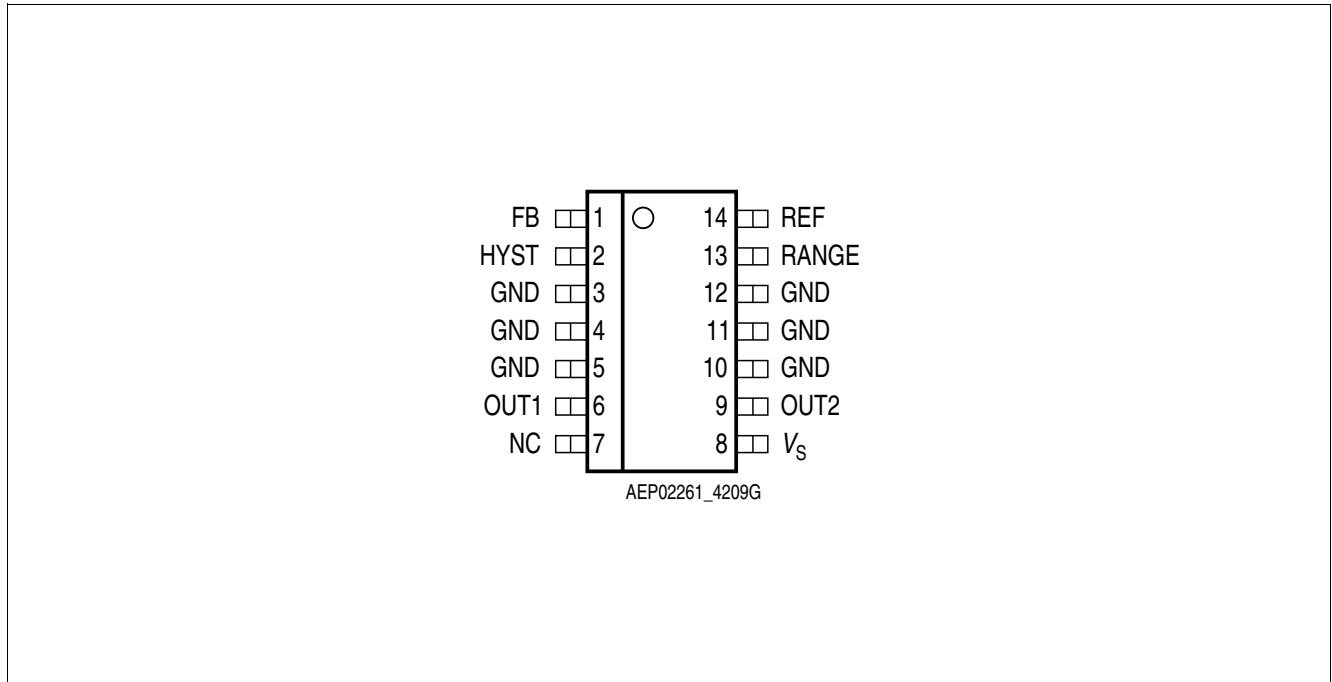 FB 1 14 REF
HYST 2 13 RANGE
GND 3 12 GND
GND 4 11 GND
GND 5 10 GND
OUT1 6 9 OUT2
NC 7 8 VS
AEP02261_4209G